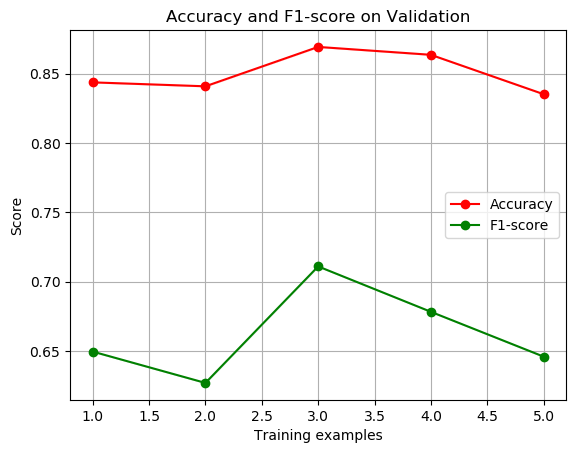 Accuracy and F1-score on Validation
0.85
0.80
0.75
0.70
0.65
Score
Accuracy
F1-score
1.0 1.5 2.0 2.5 3.0 3.5 4.0 4.5 5.0
Training examples